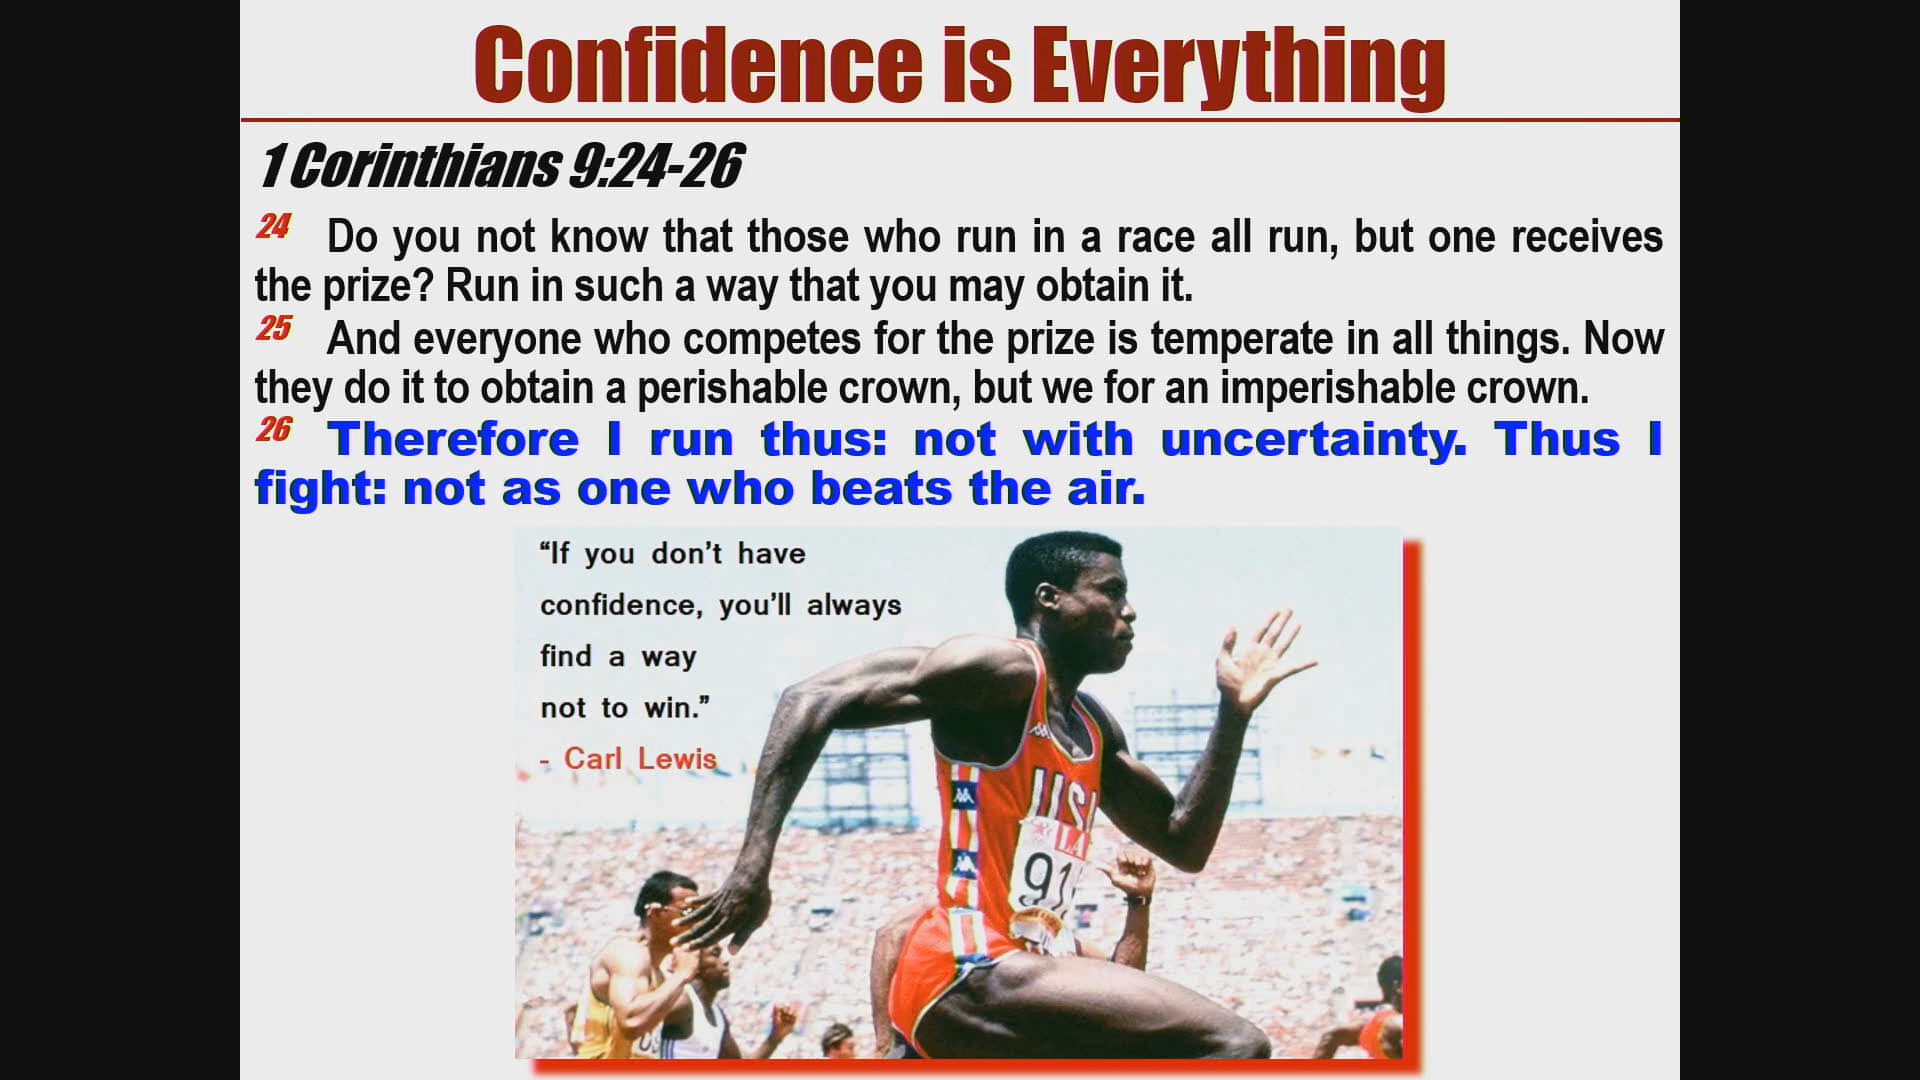 Confidence is Everything
1 Corinthians 9:24-26
24 Do you not know that those who run in a race all run, but one receives
the prize? Run in such a way that you may obtain it.
25 And everyone who competes for the prize is temperate in all things. Now
they do it to obtain a perishable crown, but we for an imperishable crown.
26 Therefore I run thus: not with uncertainty. Thus I
fight: not as one who beats the air.
“If you don’t have
confidence, you’ll always
find a way
not to win.”
- Carl Lewis
USA
LA
91